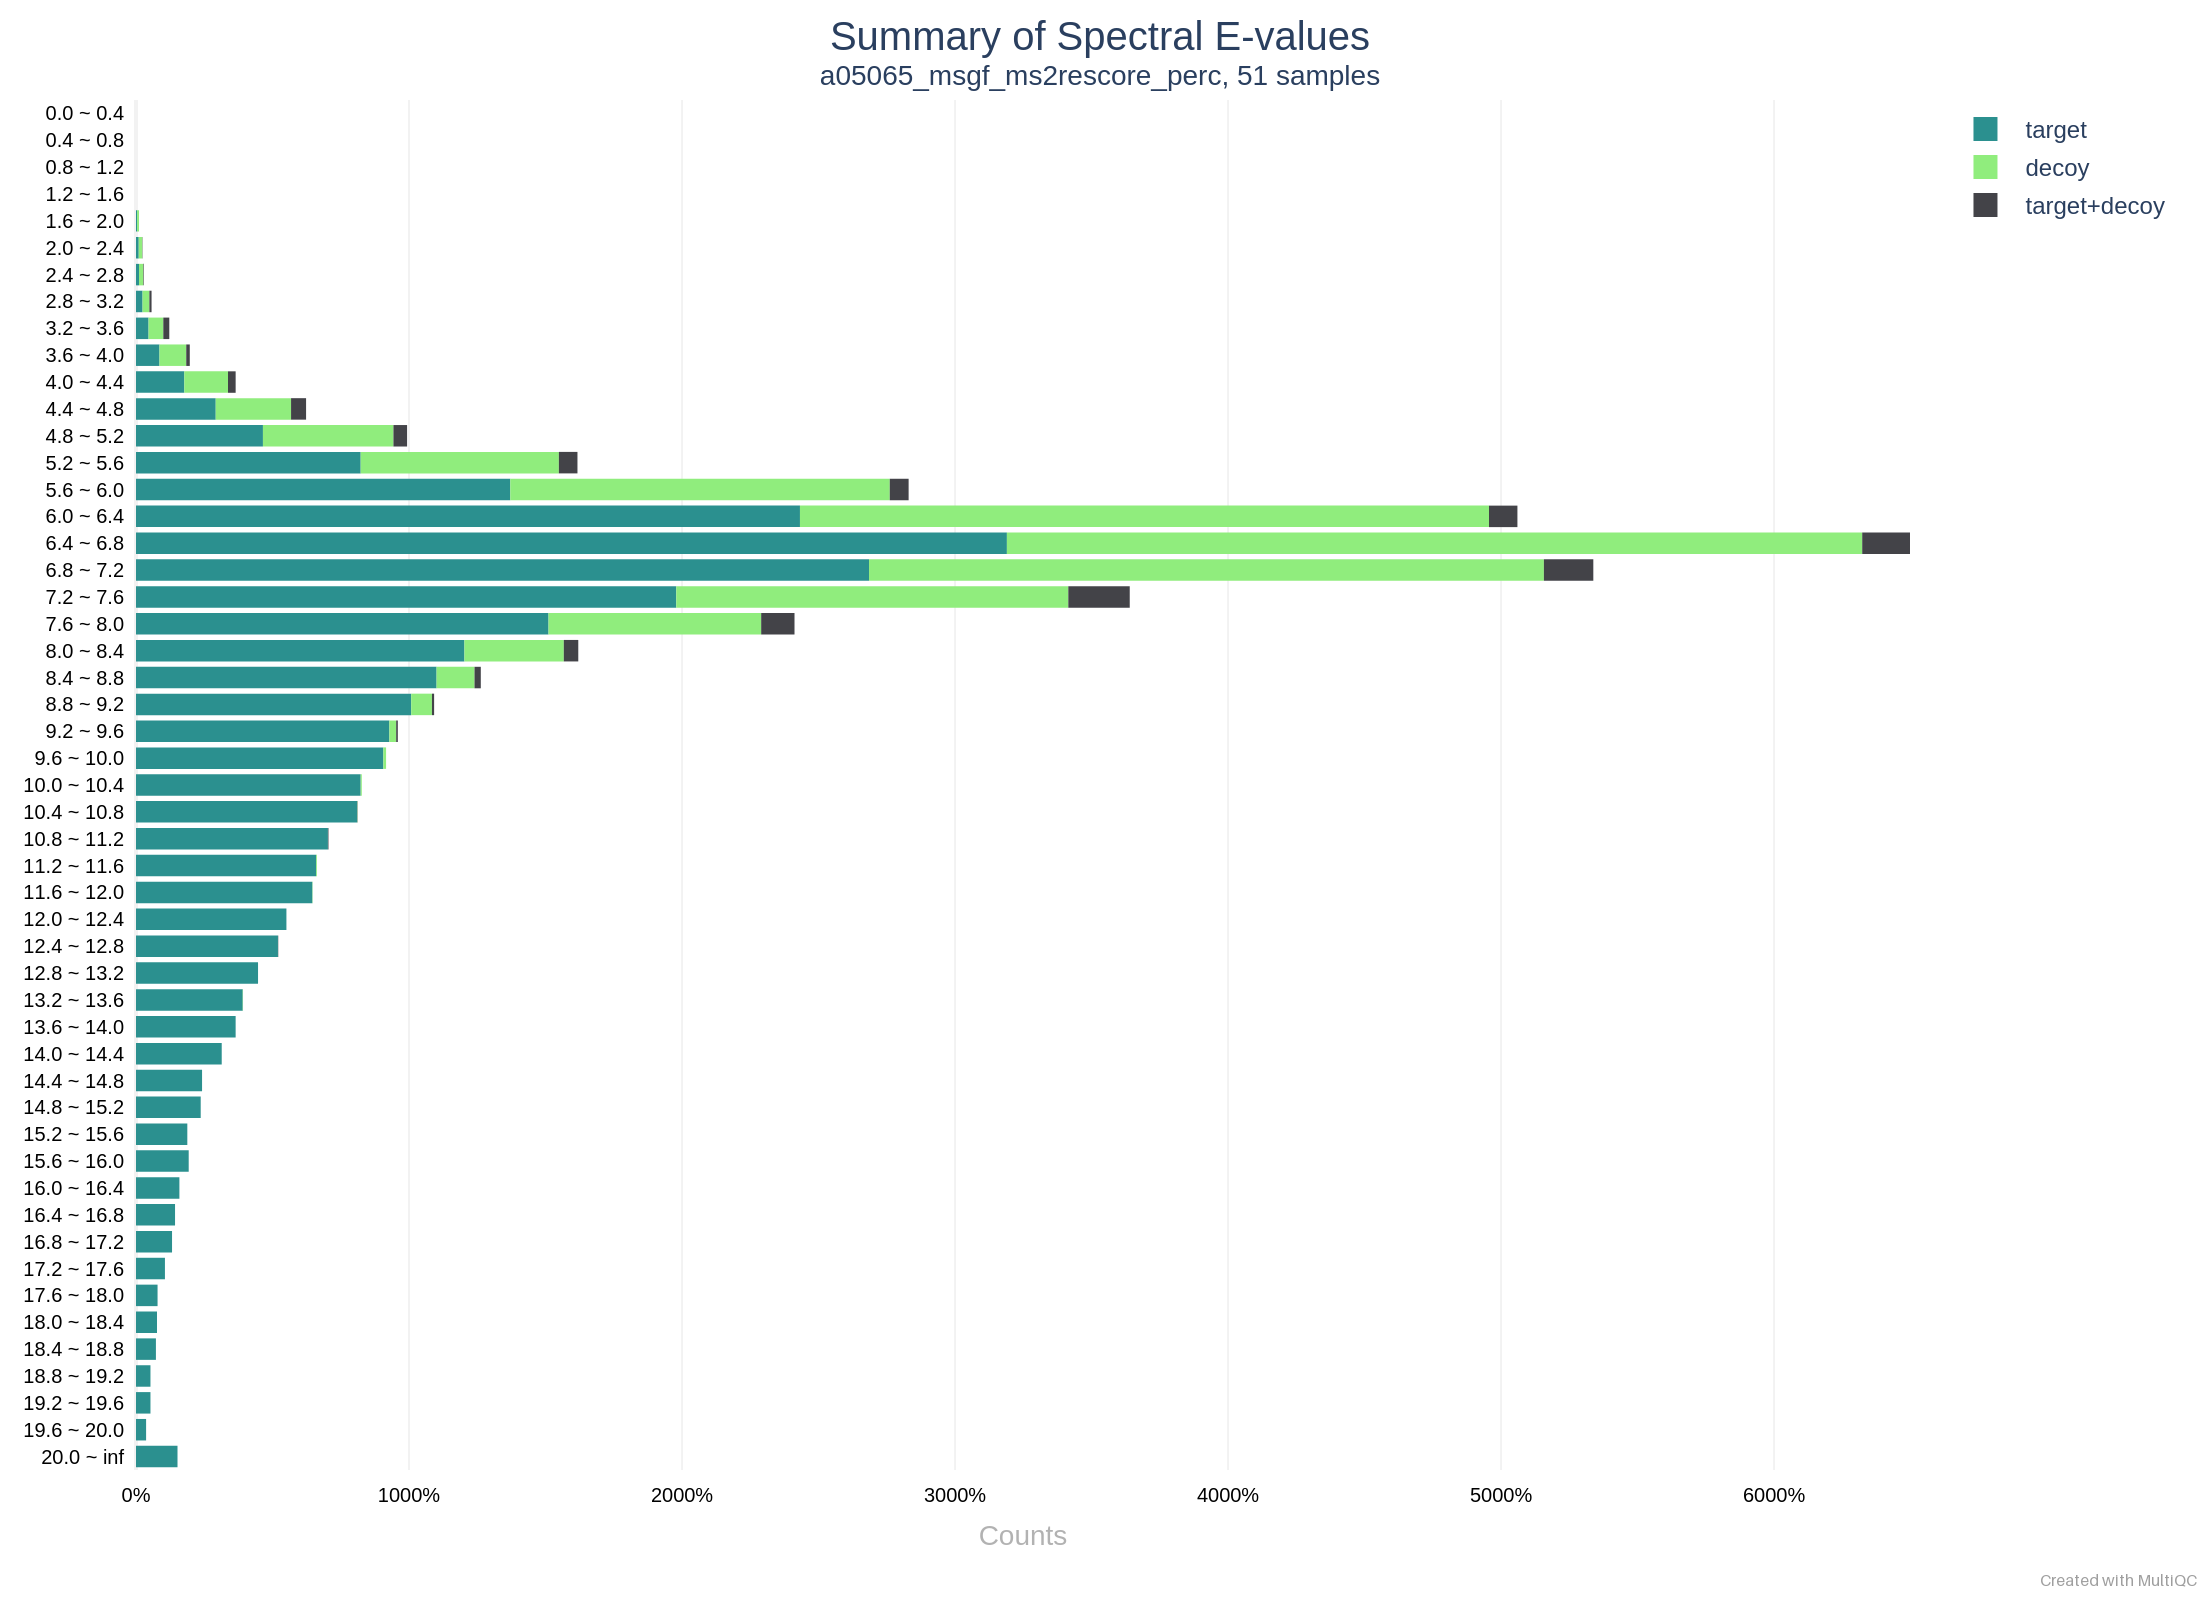 Summary of Spectral E-values
a05065_msgf_ms2rescore_perc, 51 samples
0.0 ~ 0.4
0.4 ~ 0.8
0.8 ~ 1.2
1.2 ~ 1.6
1.6 ~ 2.0
2.0 ~ 2.4
2.4 ~ 2.8
2.8 ~ 3.2
3.2 ~ 3.6
3.6 ~ 4.0
4.0 ~ 4.4
4.4 ~ 4.8
4.8 ~ 5.2
5.2 ~ 5.6
5.6 ~ 6.0
6.0 ~ 6.4
6.4 ~ 6.8
6.8 ~ 7.2
7.2 ~ 7.6
7.6 ~ 8.0
8.0 ~ 8.4
8.4 ~ 8.8
8.8 ~ 9.2
9.2 ~ 9.6
9.6 ~ 10.0
10.0 ~ 10.4
10.4 ~ 10.8
10.8 ~ 11.2
11.2 ~ 11.6
11.6 ~ 12.0
12.0 ~ 12.4
12.4 ~ 12.8
12.8 ~ 13.2
13.2 ~ 13.6
13.6 ~ 14.0
14.0 ~ 14.4
14.4 ~ 14.8
14.8 ~ 15.2
15.2 ~ 15.6
15.6 ~ 16.0
16.0 ~ 16.4
16.4 ~ 16.8
16.8 ~ 17.2
17.2 ~ 17.6
17.6 ~ 18.0
18.0 ~ 18.4
18.4 ~ 18.8
18.8 ~ 19.2
19.2 ~ 19.6
19.6 ~ 20.0
20.0 ~ inf
0% 1000% 2000% 3000% 4000% 5000% 6000%
Counts
target
decoy
target+decoy
Created with MultiQC